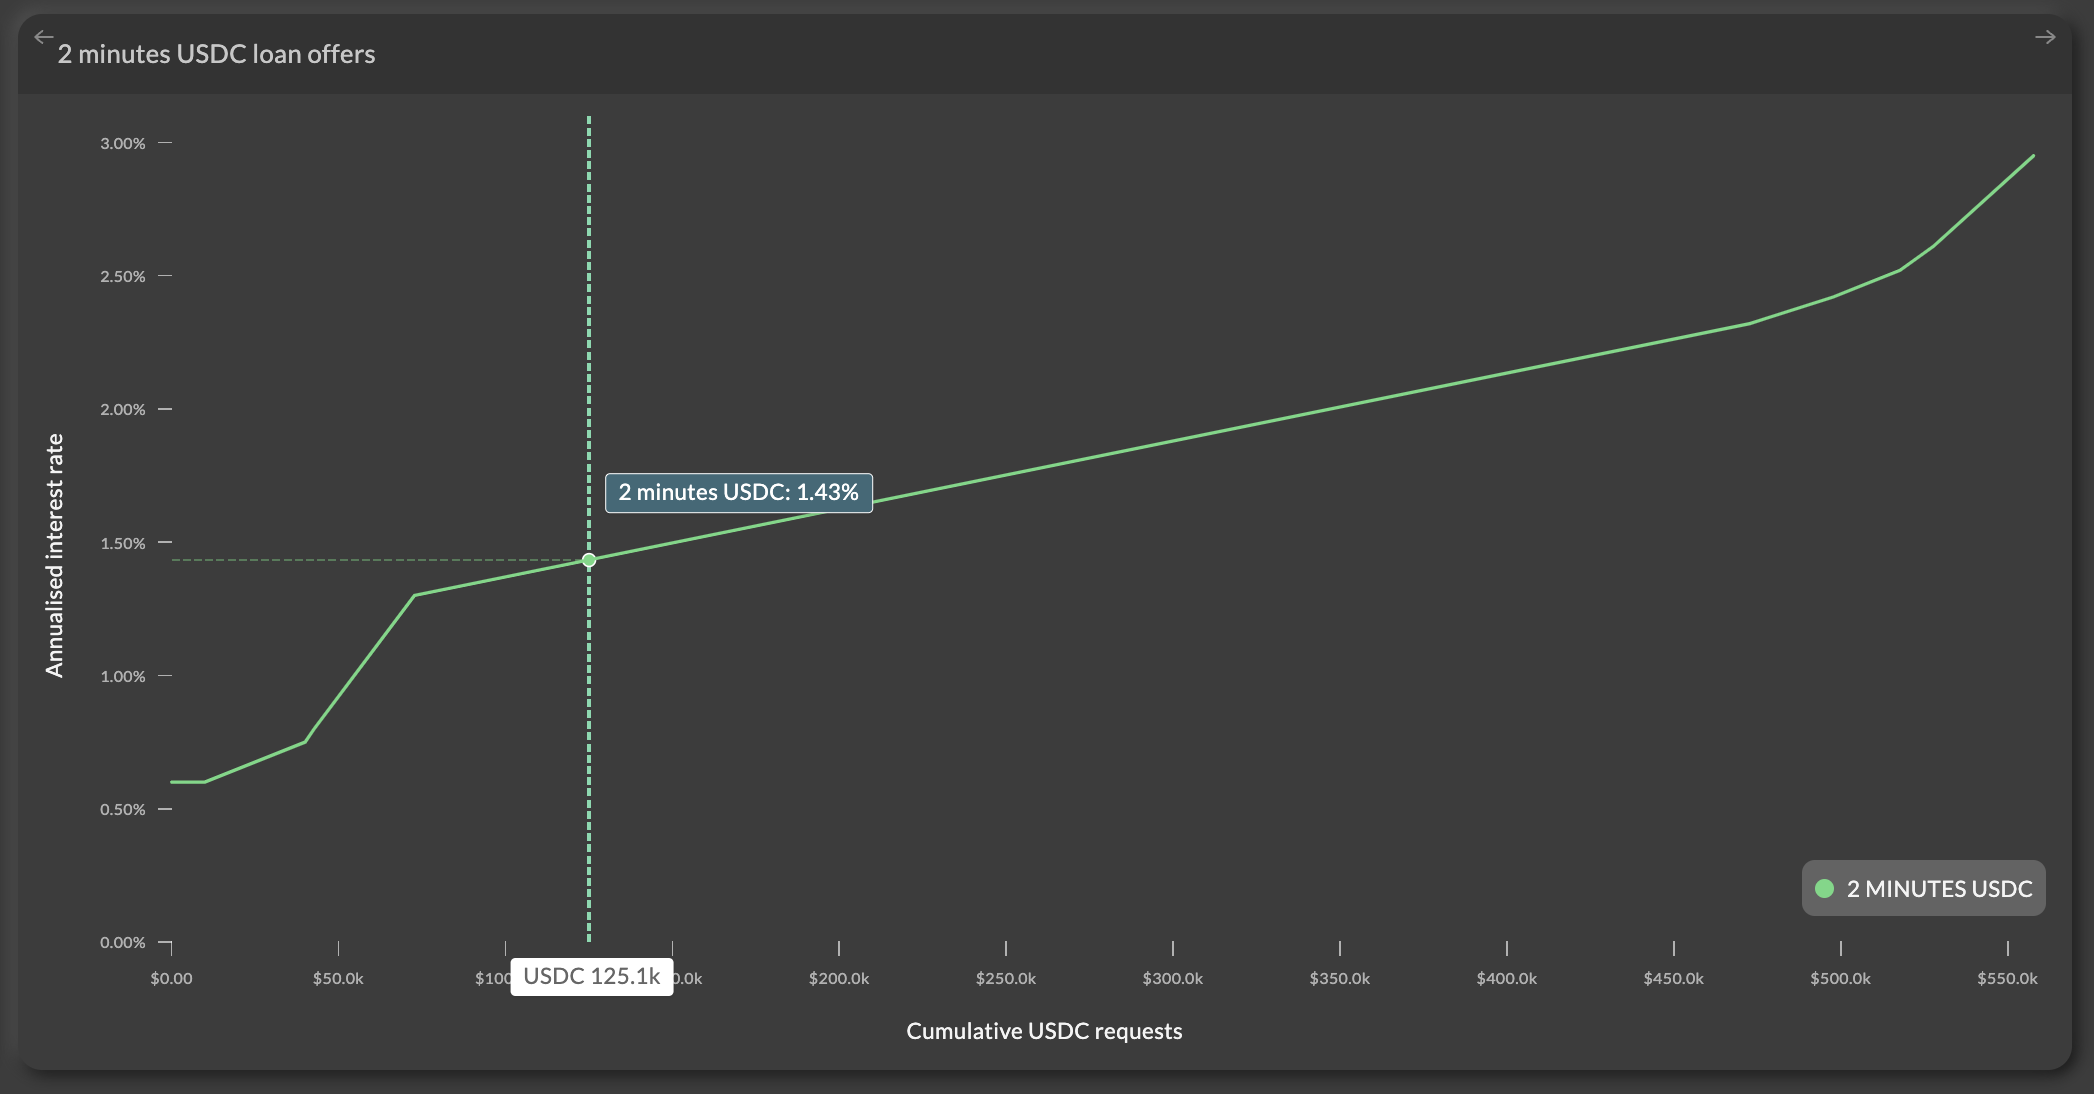 2 minutes USDC loan offers
3.00%
2.50%
2.00%
2 minutes USDC: 1.43%
1.50%
1.00%
0.50%
0.00%
Annualised interest rate
2 MINUTES USDC
$0.00 $50.0k $100 USDC 125.1k 0.0k $200.0k $250.0k $300.0k $350.0k $400.0k $450.0k $500.0k $550.0k
Cumulative USDC requests